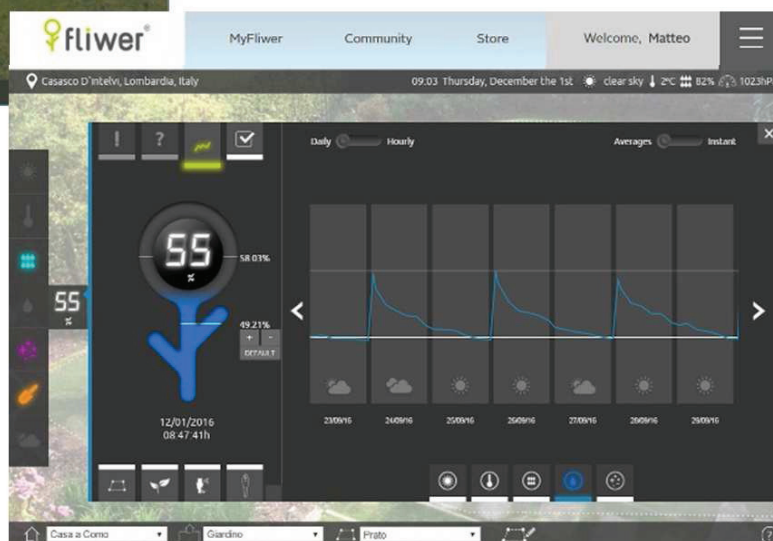 fliwer®
MyFliwer
Community
Store
Welcome, Matteo
Casasco D'intelvi, Lombardia, Italy
09:03 Thursday, December the 1st clear sky 2ºC 82% 1023hP
! ?
Daily Hourly
Averages Instant
×
55
%
58.03%
49.21%
+ -
DEFAULT
12/01/2016
08:47:41h
55
%
23/09/16 24/09/16 25/09/16 26/09/16 27/09/16 28/09/16 29/09/16
Casa a Como
Giardino
Prato
?